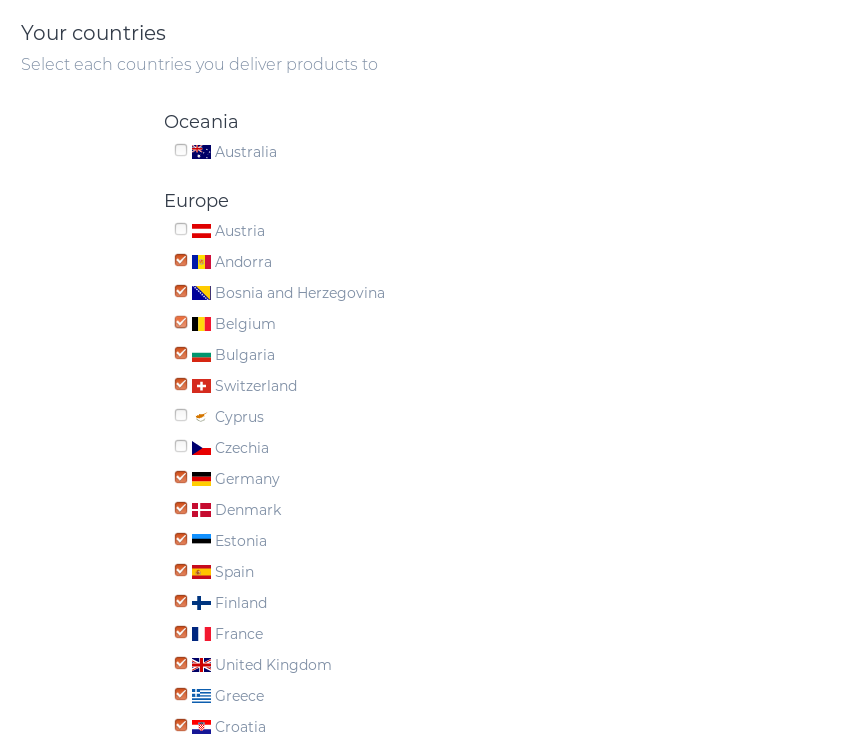 Your countries
Select each countries you deliver products to
Oceania
Australia
Europe
Austria
Andorra
Bosnia and Herzegovina
Belgium
Bulgaria
Switzerland
Cyprus
Czechia
Germany
Denmark
Estonia
Spain
Finland
France
United Kingdom
Greece
Croatia